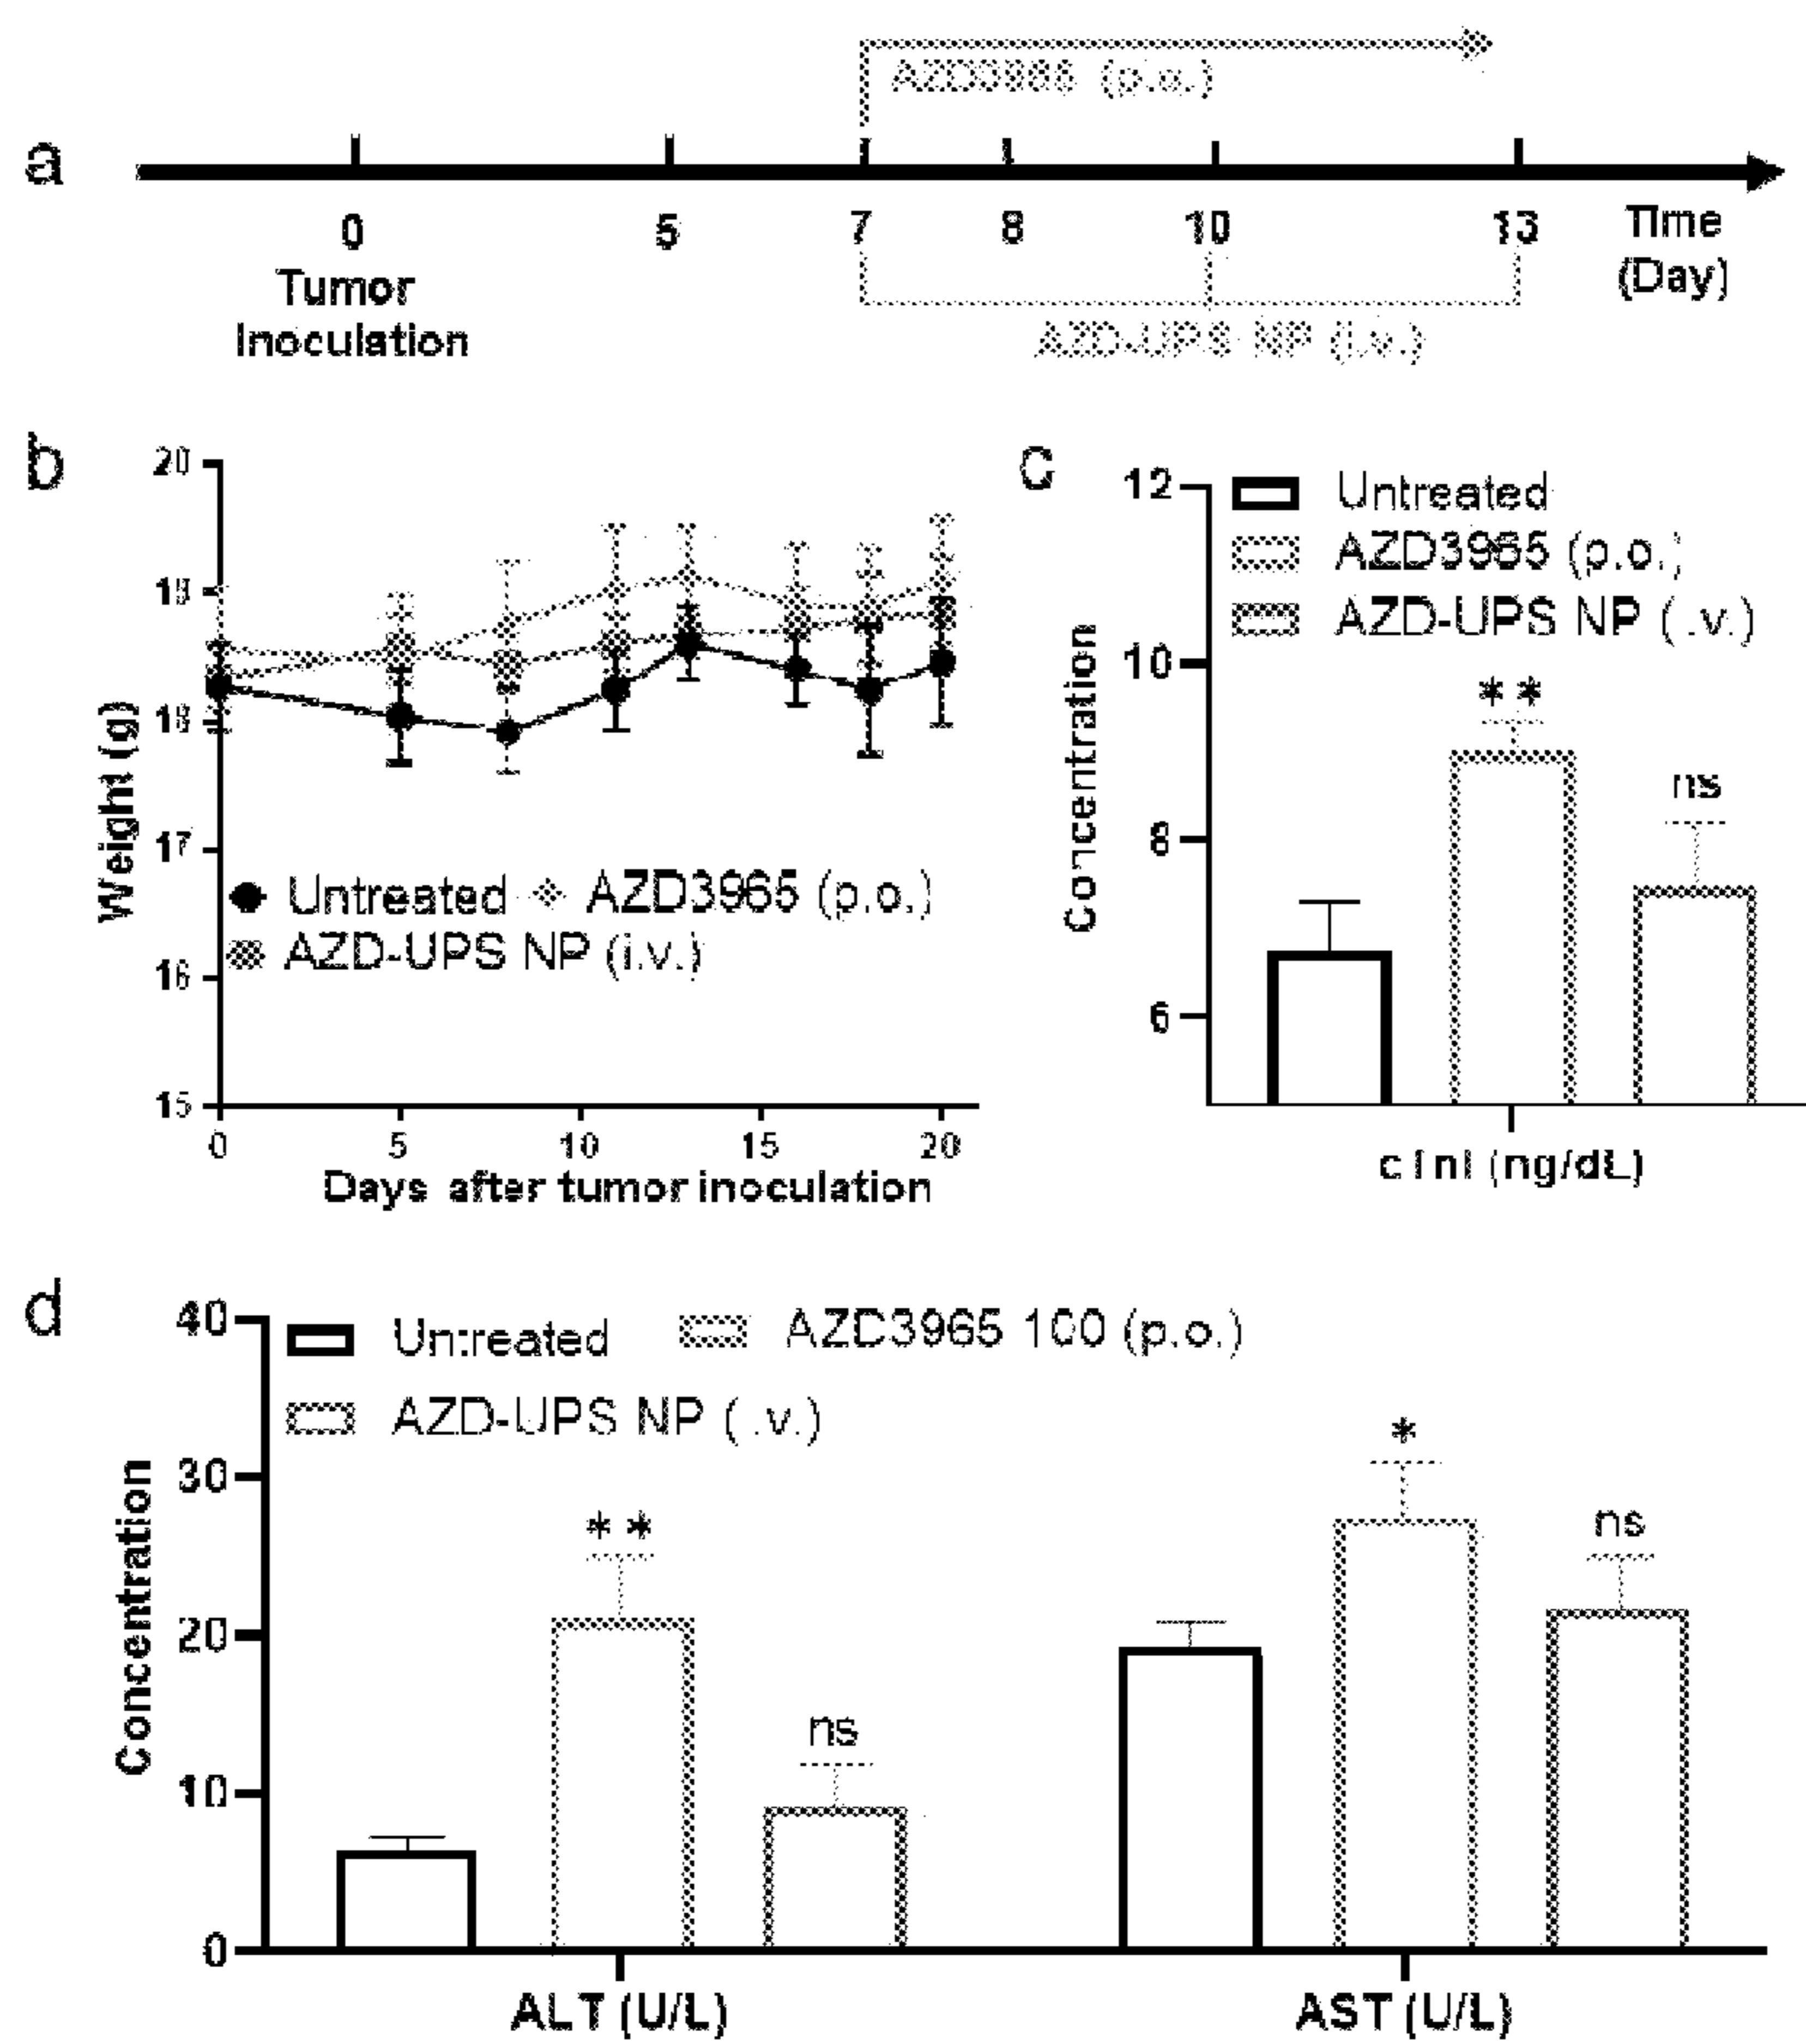 a
AZD3965 (p.o.)
0 5 7 8 10 13 Time
(Day)
Tumor
Inoculation
AZD-UPS NP (i.v.)
b
20
19
18
17
16
15
Weight (g)
Untreated AZD3965 (p.o.)
AZD-UPS NP (i.v.)
0 5 10 15 20
Days after tumor inoculation
c
12
10
8
6
Concentration
Untreated
AZD3965 (p.o.)
AZD-UPS NP (i.v.)
**
ns
cTnI (ng/dL)
d
40
30
20
10
0
Concentration
Untreated AZD3965 100 (p.o.)
AZD-UPS NP (i.v.)
**
ns
*
ns
ALT (U/L) AST (U/L)